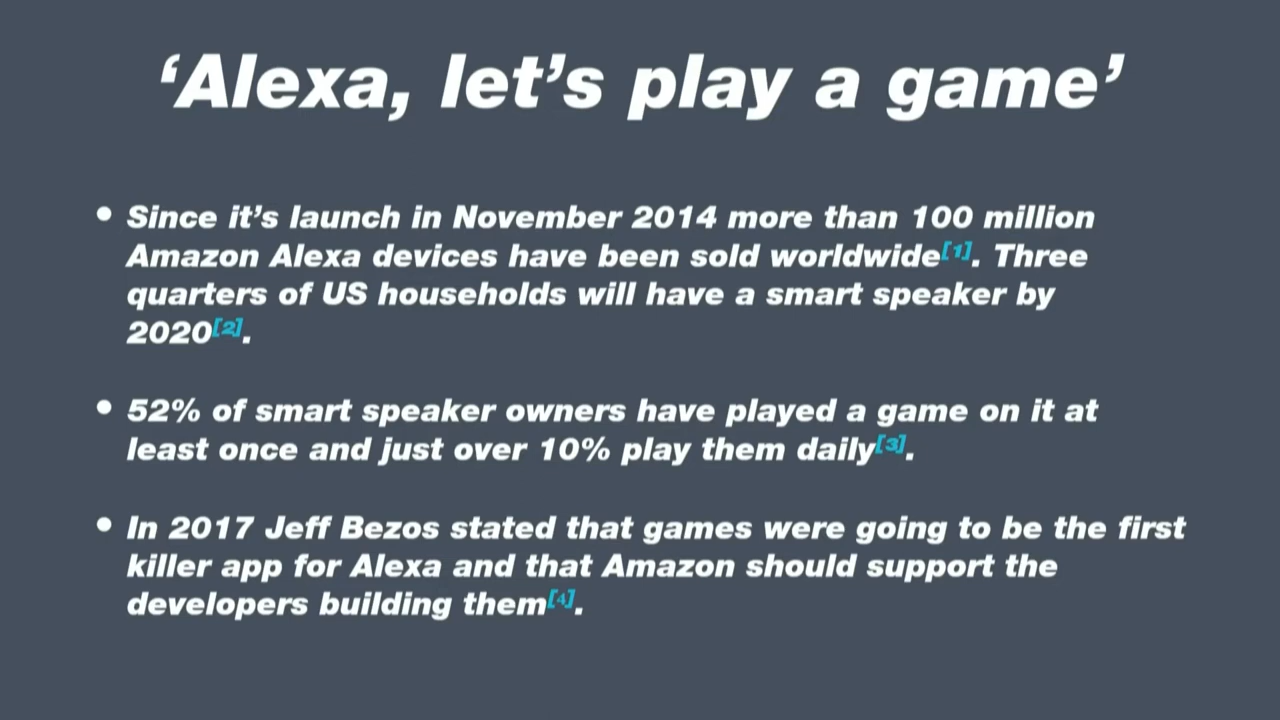 ‘Alexa, let’s play a game’
• Since it’s launch in November 2014 more than 100 million
Amazon Alexa devices have been sold worldwide[1]. Three
quarters of US households will have a smart speaker by
2020[2].
• 52% of smart speaker owners have played a game on it at
least once and just over 10% play them daily[3].
• In 2017 Jeff Bezos stated that games were going to be the first
killer app for Alexa and that Amazon should support the
developers building them[4].